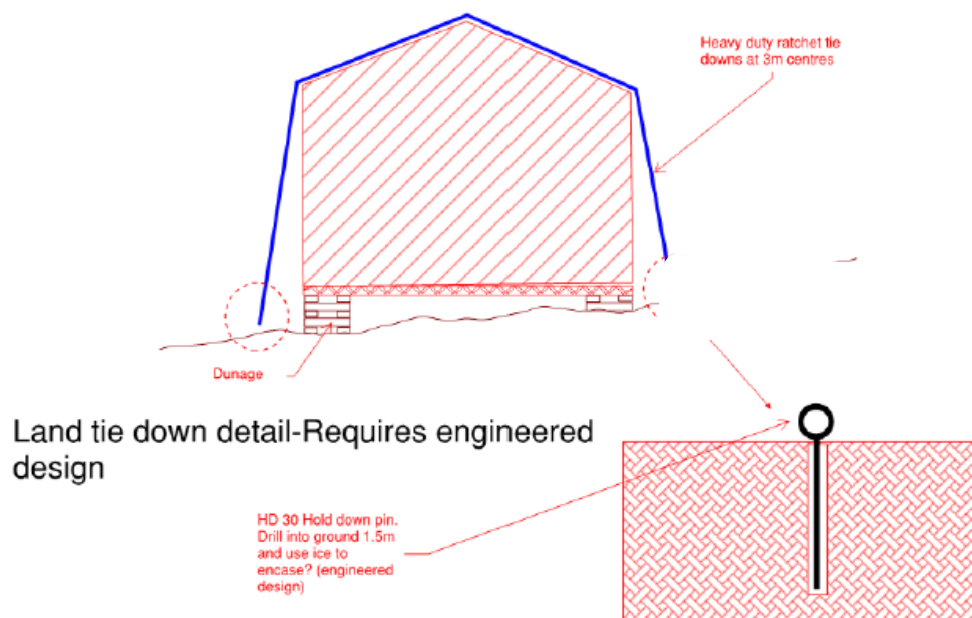 Heavy duty ratchet tie
downs at 3m centres
Dunage
Land tie down detail-Requires engineered
design
HD 30 Hold down pin.
Drill into ground 1.5m
and use ice to
encase? (engineered
design)